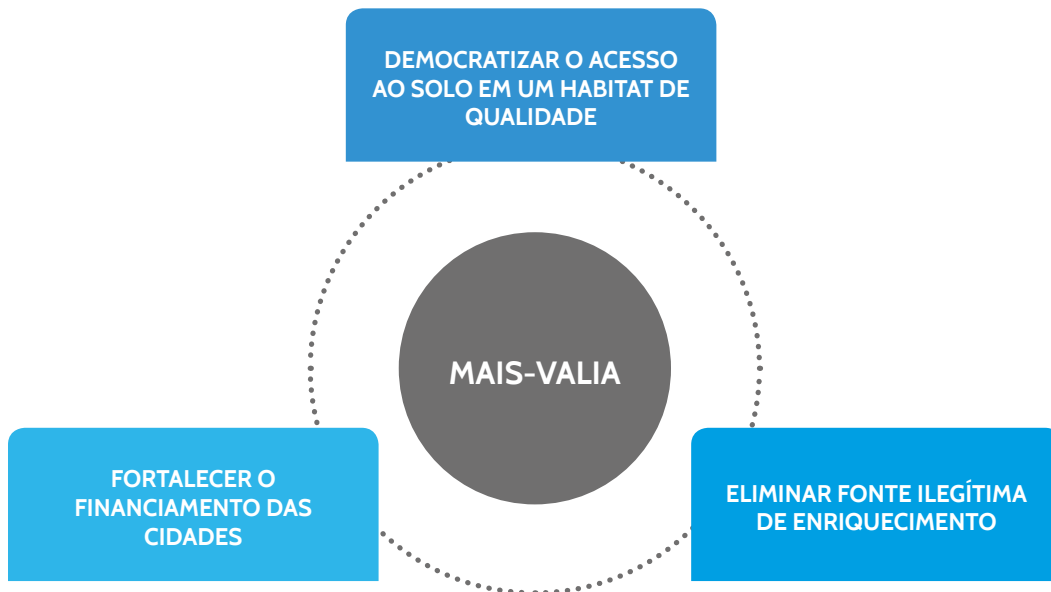 DEMOCRATIZAR O ACESSO
AO SOLO EM UM HABITAT DE
QUALIDADE
MAIS-VALIA
FORTALECER O
FINANCIAMENTO DAS
CIDADES
ELIMINAR FONTE ILEGÍTIMA
DE ENRIQUECIMENTO